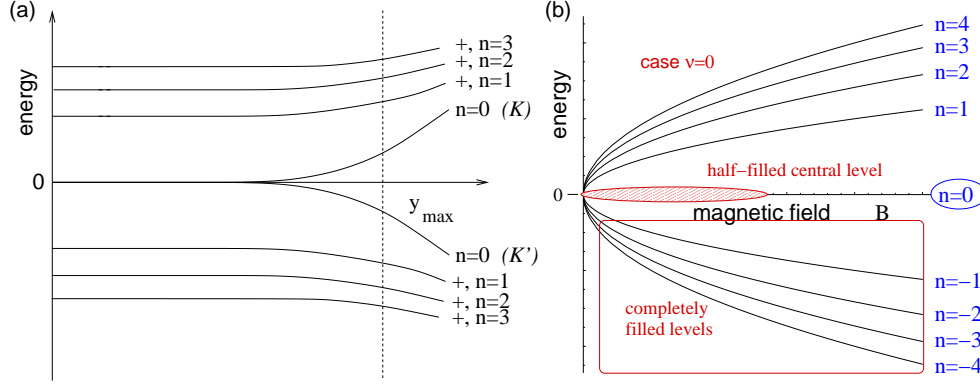 (a)
energy
0
+, n=3
+, n=2
+, n=1
n=0 (K)
y_max
n=0 (K')
+, n=1
+, n=2
+, n=3
(b)
energy
case ν=0
n=4
n=3
n=2
n=1
half-filled central level
0
n=0
magnetic field B
completely
filled levels
n=−1
n=−2
n=−3
n=−4